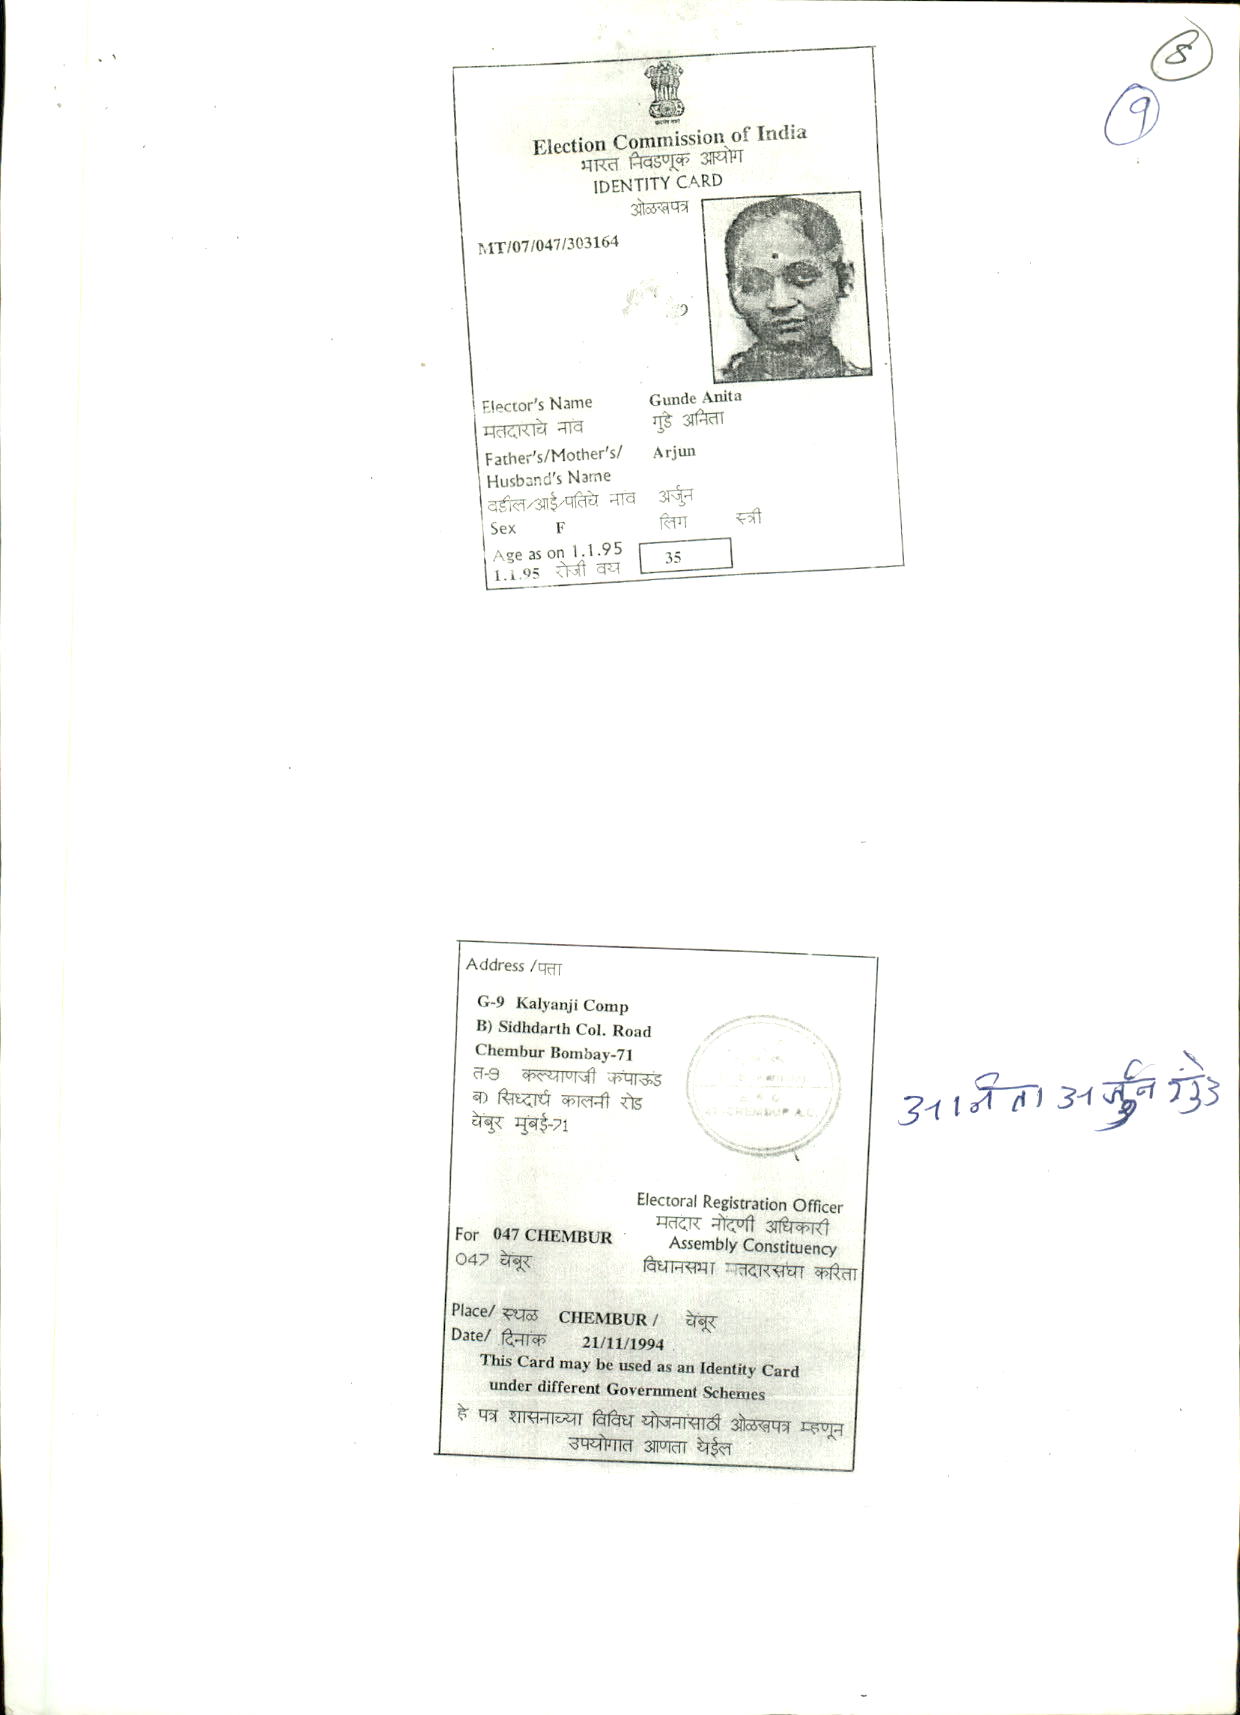 8
9
Election Commission of India
भारत निवडणूक आयोग
IDENTITY CARD
ओळखपत्र
MT/07/047/303164
Elector's Name Gunde Anita
मतदाराचे नांव गुंडे अनिता
Father's/Mother's/ Arjun
Husband's Name
वडील/आई/पतिचे नांव अर्जुन
Sex F लिंग स्त्री
Age as on 1.1.95 35
1.1.95 रोजी वय
Address /पत्ता
G-9 Kalyanji Comp
B) Sidhdarth Col. Road
Chembur Bombay-71
त-9 कल्याणजी कंपाऊंड
ब) सिध्दार्थ कालनी रोड
चेंबुर मुंबई-71
CHEMBUR A.C.
अनिता अर्जुन गुंडे
Electoral Registration Officer
मतदार नोंदणी अधिकारी
For 047 CHEMBUR Assembly Constituency
047 चेंबूर विधानसभा मतदारसंघा करिता
Place/ स्थळ CHEMBUR / चेंबूर
Date/ दिनांक 21/11/1994
This Card may be used as an Identity Card
under different Government Schemes
हे पत्र शासनाच्या विविध योजनांसाठी ओळखपत्र म्हणून
उपयोगात आणता येईल